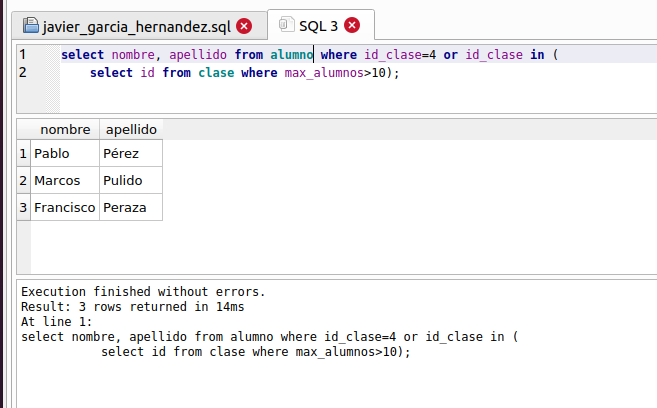 javier_garcia_hernandez.sql SQL 3
1 select nombre, apellido from alumno where id_clase=4 or id_clase in (
2 select id from clase where max_alumnos>10);
nombre apellido
1 Pablo Pérez
2 Marcos Pulido
3 Francisco Peraza
Execution finished without errors.
Result: 3 rows returned in 14ms
At line 1:
select nombre, apellido from alumno where id_clase=4 or id_clase in (
select id from clase where max_alumnos>10);